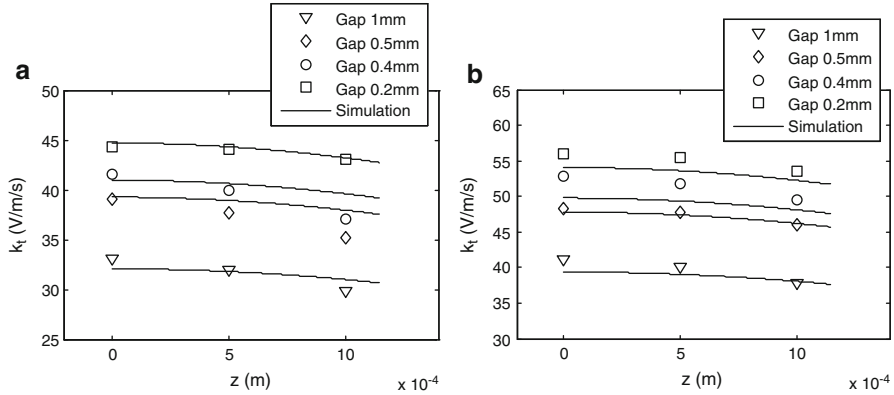 a
Gap 1mm
Gap 0.5mm
Gap 0.4mm
Gap 0.2mm
Simulation
50
45
40
35
30
25
0
5
10
k_t (V/m/s)
z (m)
x 10⁻⁴
b
Gap 1mm
Gap 0.5mm
Gap 0.4mm
Gap 0.2mm
Simulation
65
60
55
50
45
40
35
30
0
5
10
k_t (V/m/s)
z (m)
x 10⁻⁴